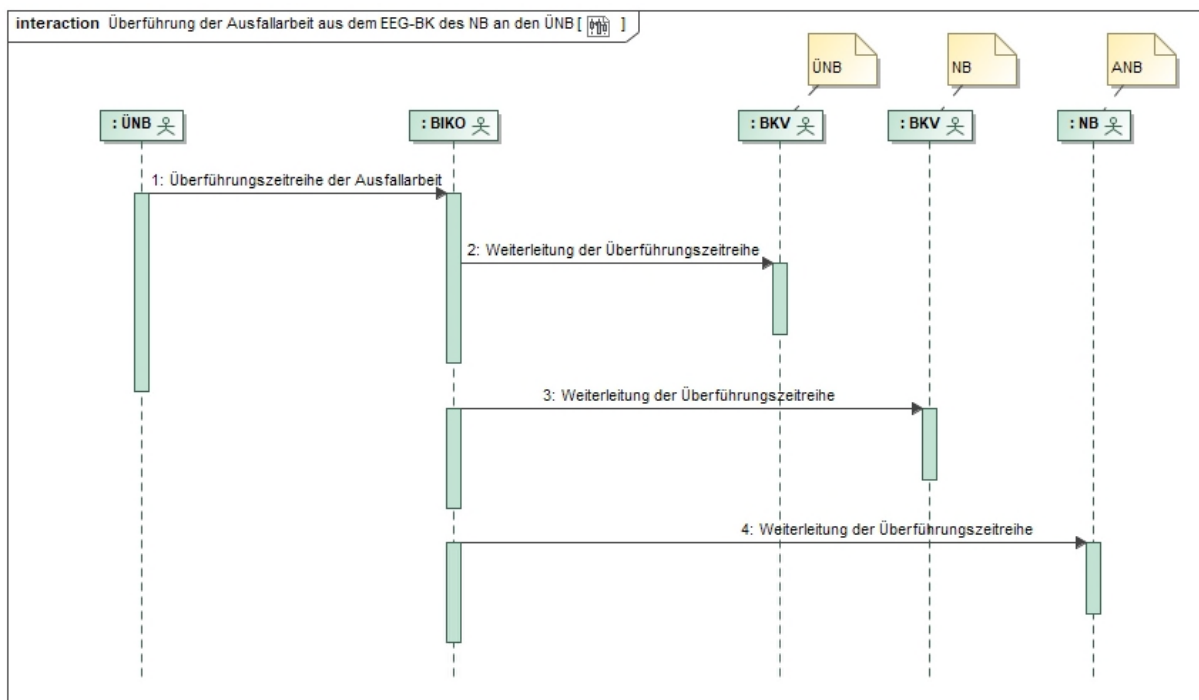 interaction Überführung der Ausfallarbeit aus dem EEG-BK des NB an den ÜNB [ ]
ÜNB
NB
ANB
: ÜNB
: BIKO
: BKV
: BKV
: NB
1: Überführungszeitreihe der Ausfallarbeit
2: Weiterleitung der Überführungszeitreihe
3: Weiterleitung der Überführungszeitreihe
4: Weiterleitung der Überführungszeitreihe